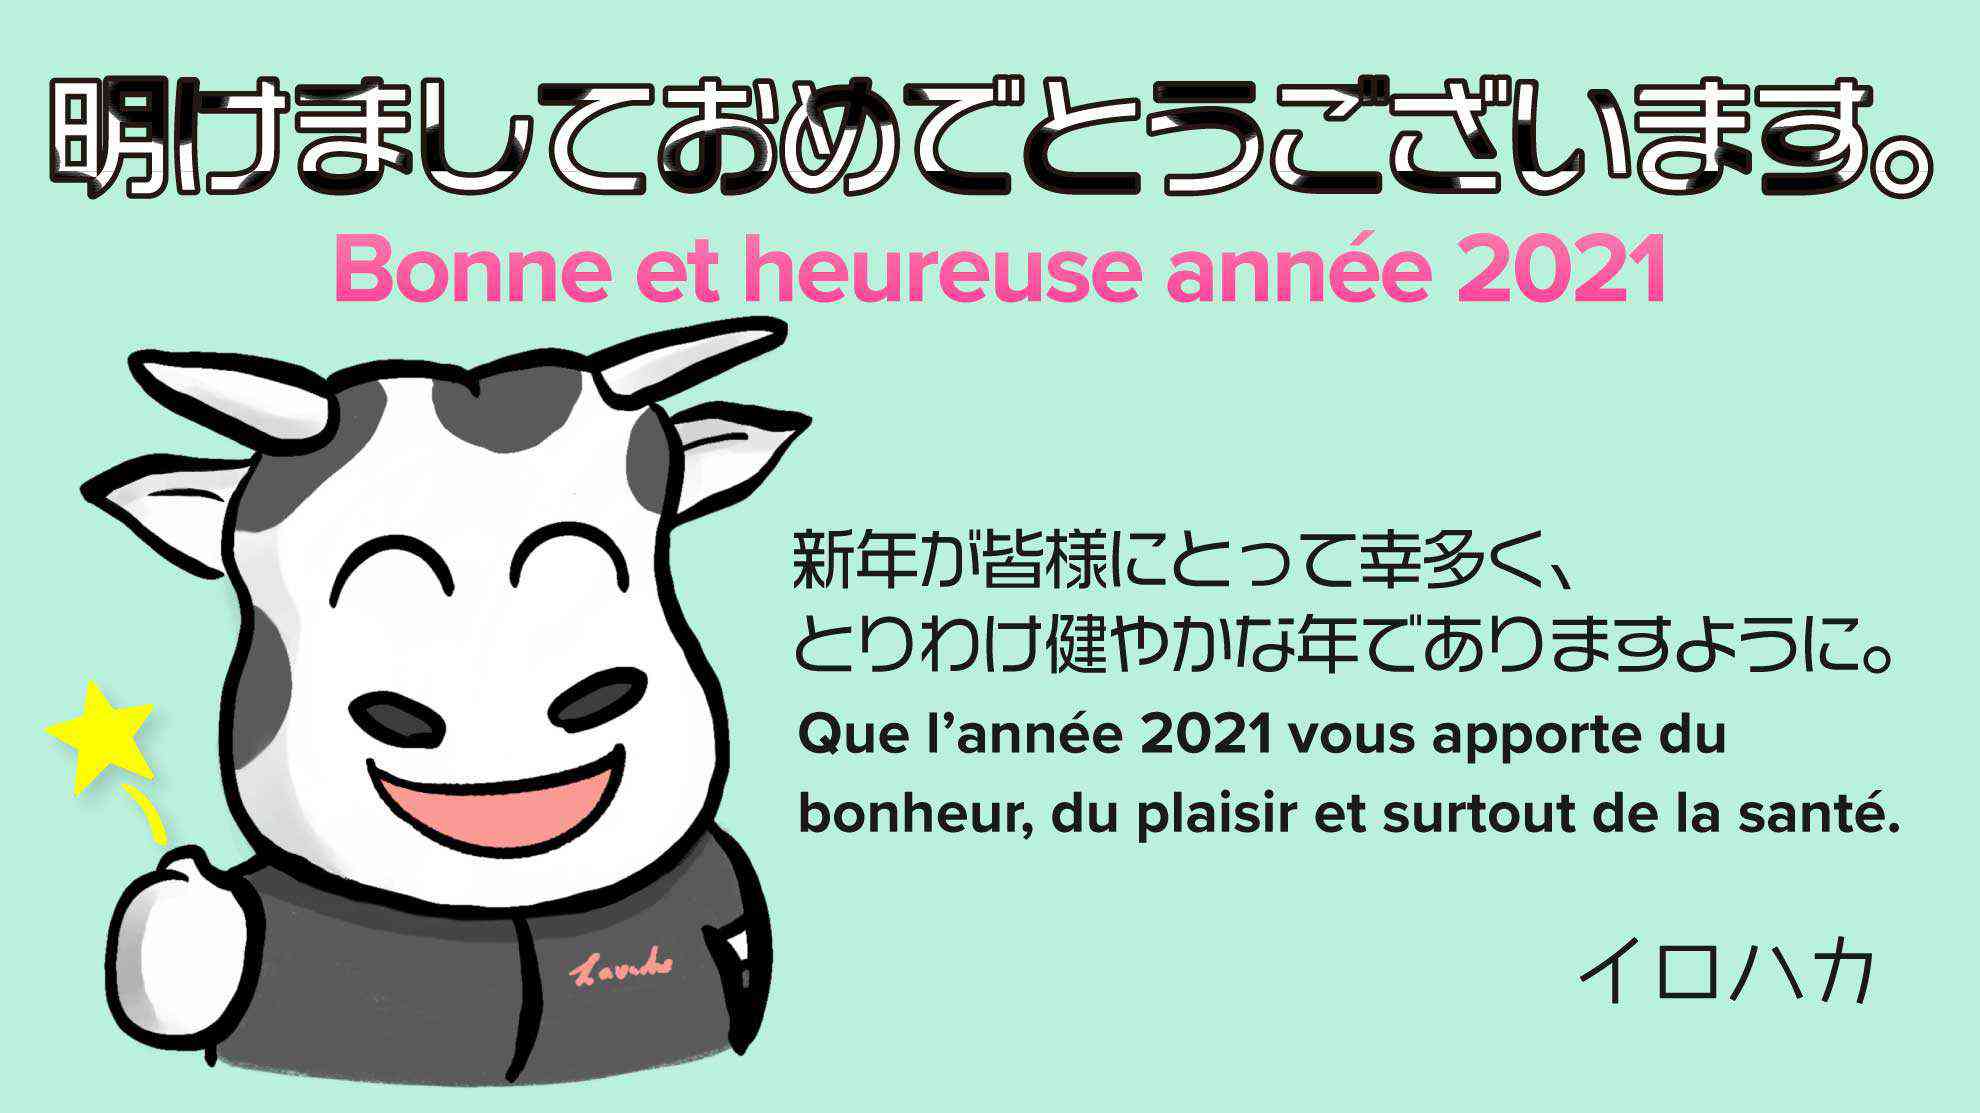 明けましておめでとうございます。
Bonne et heureuse année 2021
新年が皆様にとって幸多く、
とりわけ健やかな年でありますように。
Que l’année 2021 vous apporte du
bonheur, du plaisir et surtout de la santé.
イロハカ